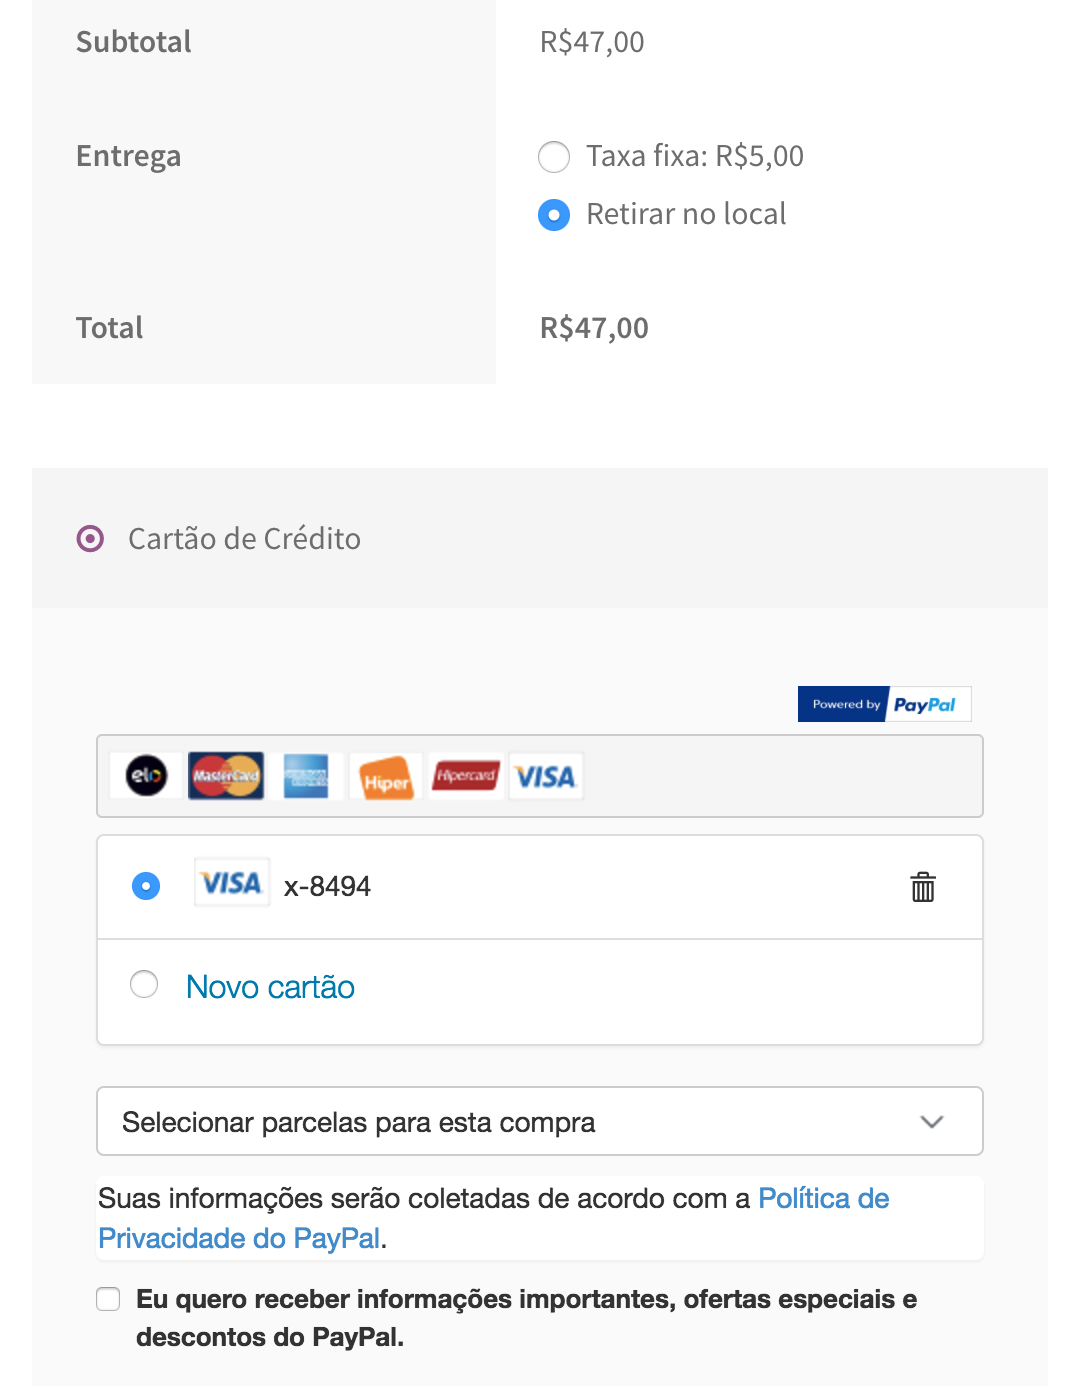 Subtotal R$47,00
Entrega Taxa fixa: R$5,00
Retirar no local
Total R$47,00
Cartão de Crédito
Powered by PayPal
elo MasterCard AMERICAN EXPRESS Hiper Hipercard VISA
VISA x-8494
Novo cartão
Selecionar parcelas para esta compra
Suas informações serão coletadas de acordo com a Política de
Privacidade do PayPal.
Eu quero receber informações importantes, ofertas especiais e
descontos do PayPal.